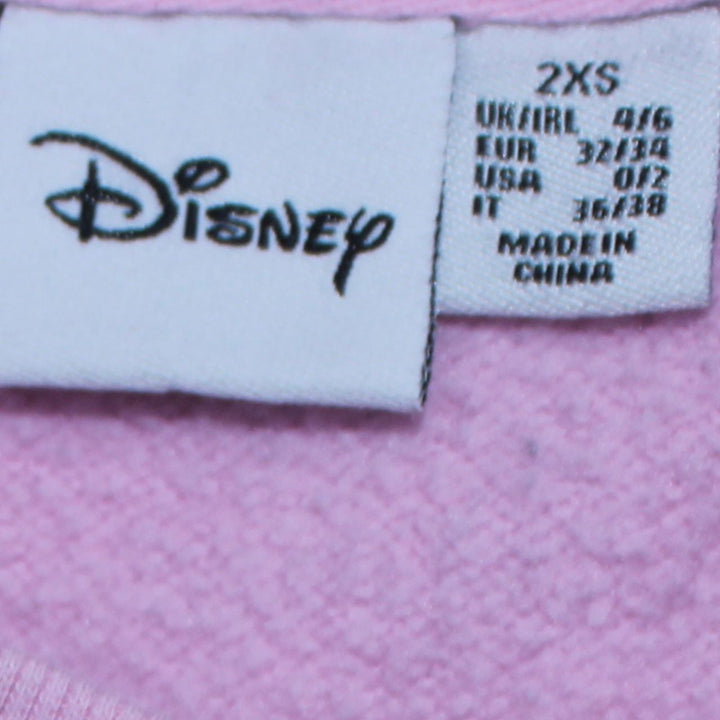 Disney
2XS
UK/IRL 4/6
EUR 32/34
USA 0/2
IT 36/38
MADE IN
CHINA